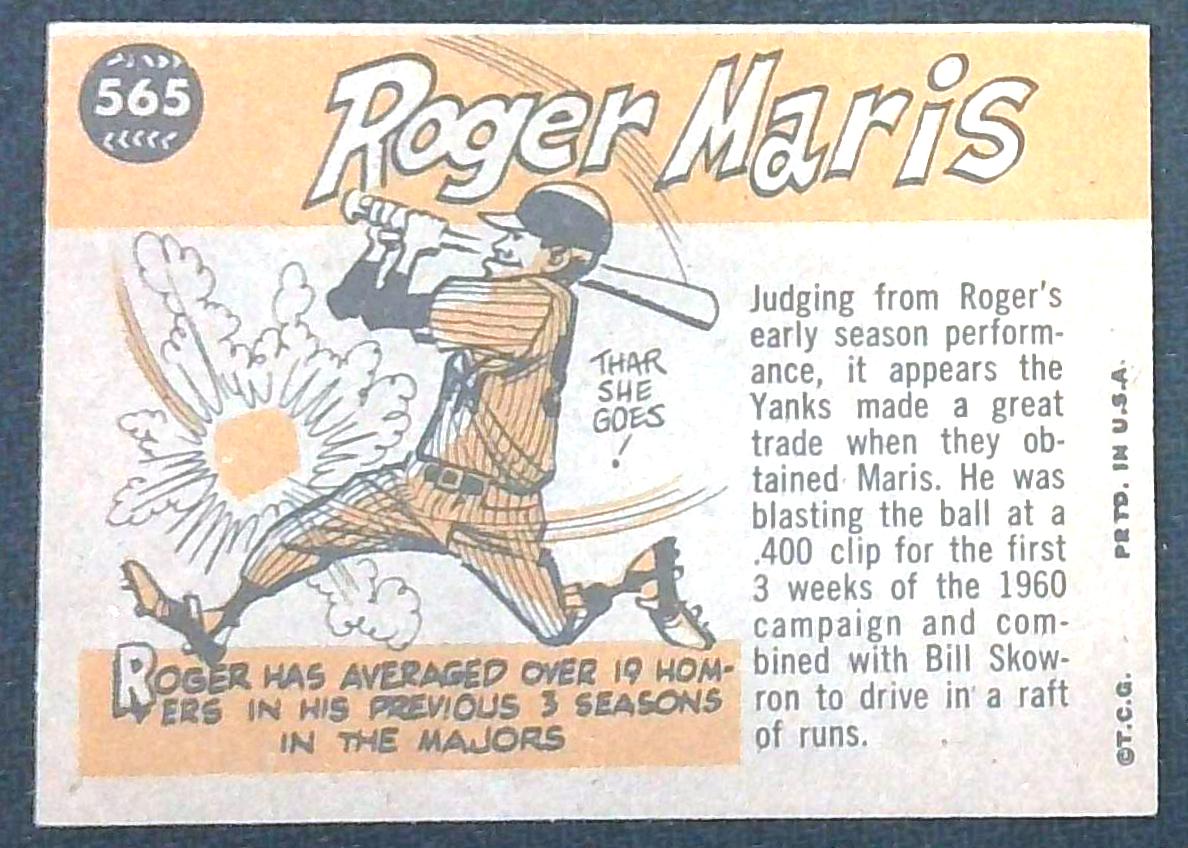 565
Roger Maris
THAR
SHE
GOES
!
Judging from Roger's
early season perform-
ance, it appears the
Yanks made a great
trade when they ob-
tained Maris. He was
blasting the ball at a
.400 clip for the first
3 weeks of the 1960
campaign and com-
bined with Bill Skow-
ron to drive in a raft
of runs.
ROGER HAS AVERAGED OVER 19 HOM-
ERS IN HIS PREVIOUS 3 SEASONS
IN THE MAJORS
©T.C.G. PRTD. IN U.S.A.